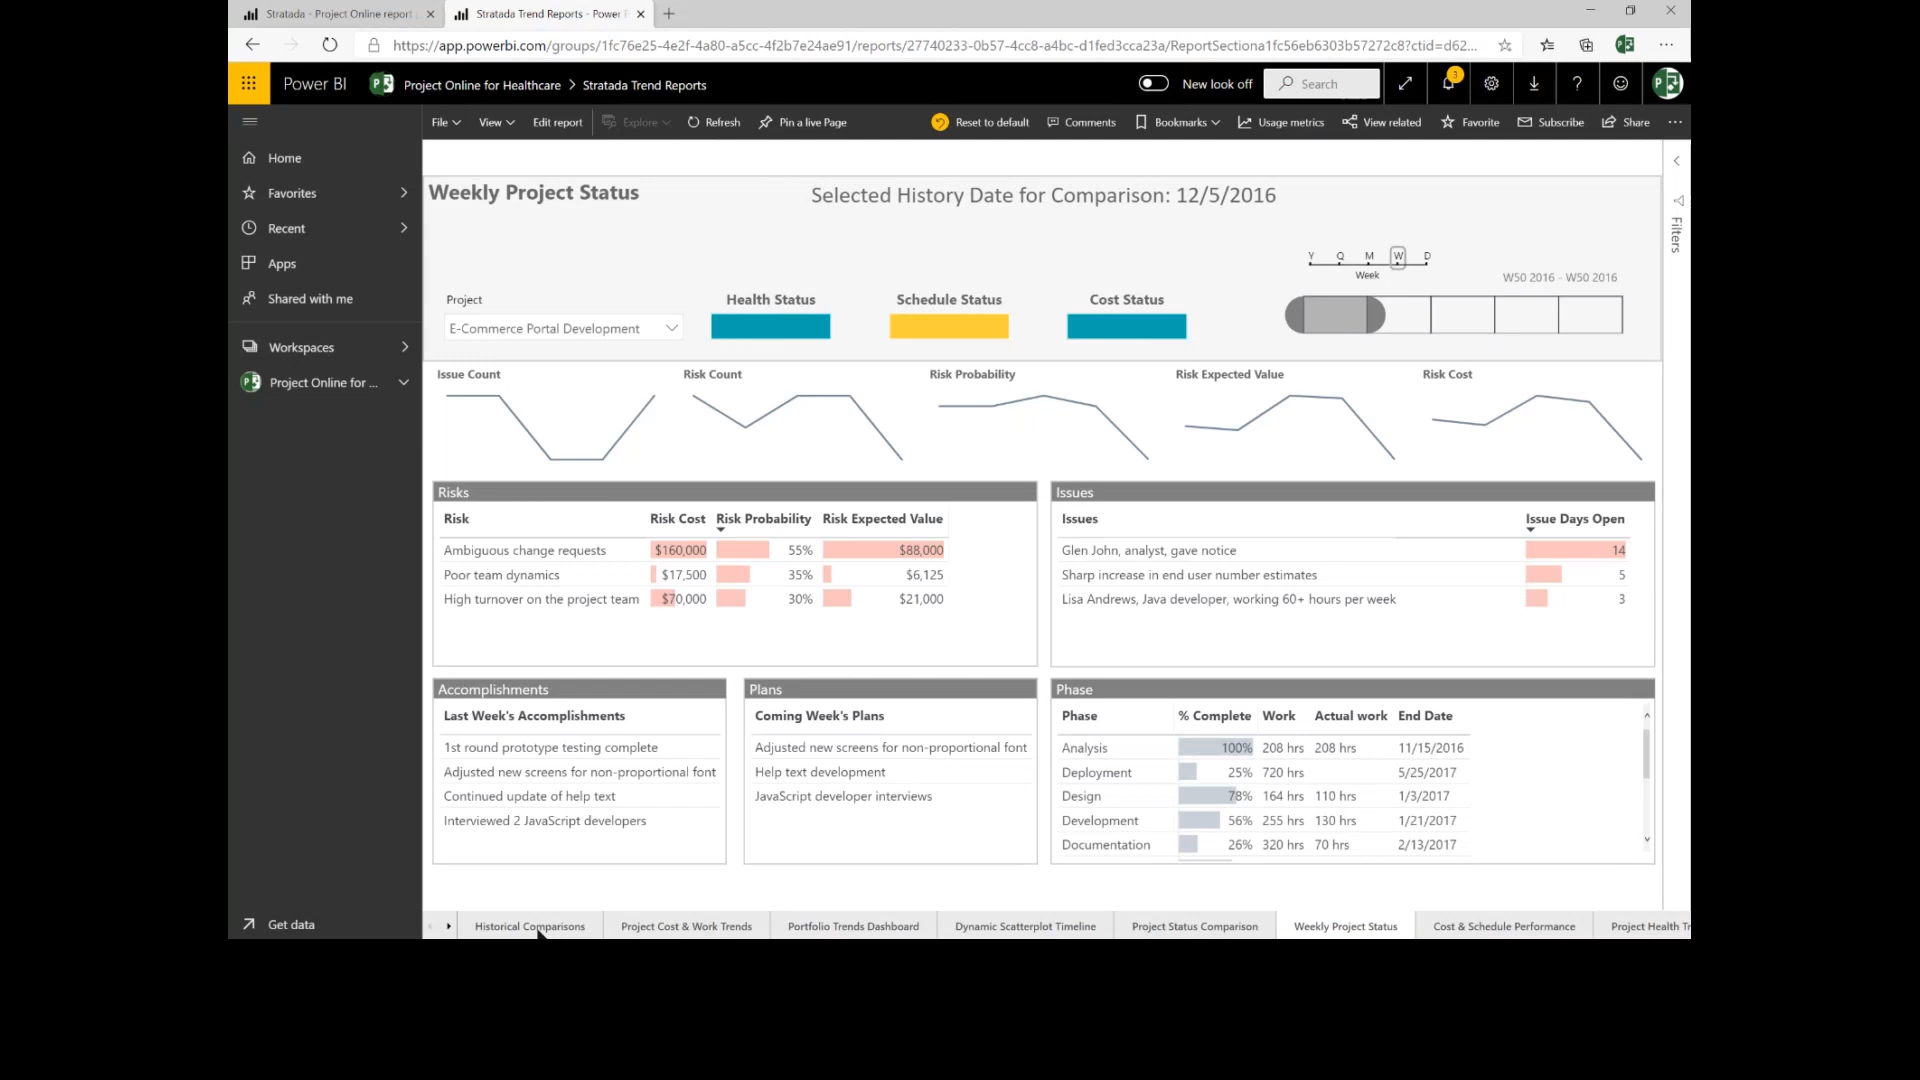 Stratada - Project Online report
Stratada Trend Reports - Power
https://app.powerbi.com/groups/1fc76e25-4e2f-4a80-a5cc-4f2b7e24ae91/reports/27740233-0b57-4cc8-a4bc-d1fed3cca23a/ReportSectiona1fc56eb6303b57272c8?ctid=d62...
Power BI
Project Online for Healthcare > Stratada Trend Reports
New look off
Search
3
File View Edit report Explore Refresh Pin a live Page
Reset to default Comments Bookmarks Usage metrics View related Favorite Subscribe Share
Home
Favorites
Recent
Apps
Shared with me
Workspaces
Project Online for ...
Get data
Filters
Weekly Project Status
Selected History Date for Comparison: 12/5/2016
Project
E-Commerce Portal Development
Health Status
Schedule Status
Cost Status
Y Q M W D
Week
W50 2016 - W50 2016
Issue Count
Risk Count
Risk Probability
Risk Expected Value
Risk Cost
Risks
Risk Risk Cost Risk Probability Risk Expected Value
Ambiguous change requests $160,000 55% $88,000
Poor team dynamics $17,500 35% $6,125
High turnover on the project team $70,000 30% $21,000
Issues
Issues Issue Days Open
Glen John, analyst, gave notice 14
Sharp increase in end user number estimates 5
Lisa Andrews, Java developer, working 60+ hours per week 3
Accomplishments
Last Week's Accomplishments
1st round prototype testing complete
Adjusted new screens for non-proportional font
Continued update of help text
Interviewed 2 JavaScript developers
Plans
Coming Week's Plans
Adjusted new screens for non-proportional font
Help text development
JavaScript developer interviews
Phase
Phase % Complete Work Actual work End Date
Analysis 100% 208 hrs 208 hrs 11/15/2016
Deployment 25% 720 hrs 5/25/2017
Design 78% 164 hrs 110 hrs 1/3/2017
Development 56% 255 hrs 130 hrs 1/21/2017
Documentation 26% 320 hrs 70 hrs 2/13/2017
Historical Comparisons
Project Cost & Work Trends
Portfolio Trends Dashboard
Dynamic Scatterplot Timeline
Project Status Comparison
Weekly Project Status
Cost & Schedule Performance
Project Health Tr